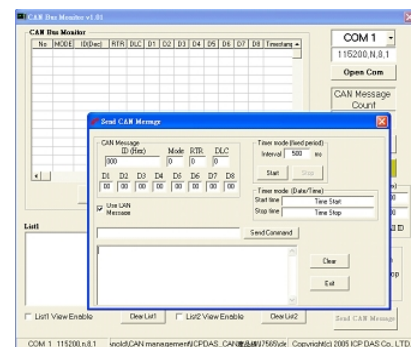 CAN Bus Monitor v1.01
CAN Bus Monitor
No MODE ID(Dec) RTR DLC D1 D2 D3 D4 D5 D6 D7 D8 Timestamp
COM 1
115200,N,8,1
Open Com
CAN Message
Count
Send CAN Message
CAN Message
ID (Hex) Mode RTR DLC
000 0 0 0
D1 D2 D3 D4 D5 D6 D7 D8
00 00 00 00 00 00 00 00
Use CAN
Message
Timer mode (fixed period)
Interval 500 ms
Start Stop
Timer mode (Date/Time)
Start time Time Start
Stop time Time Stop
Send Command
Clear
Exit
List1
List1 View Enable Clear List1 List2 View Enable Clear List2 Send CAN Message
COM 1 115200,n,8,1 Copyright(c) 2005 ICP DAS Co., LTD.